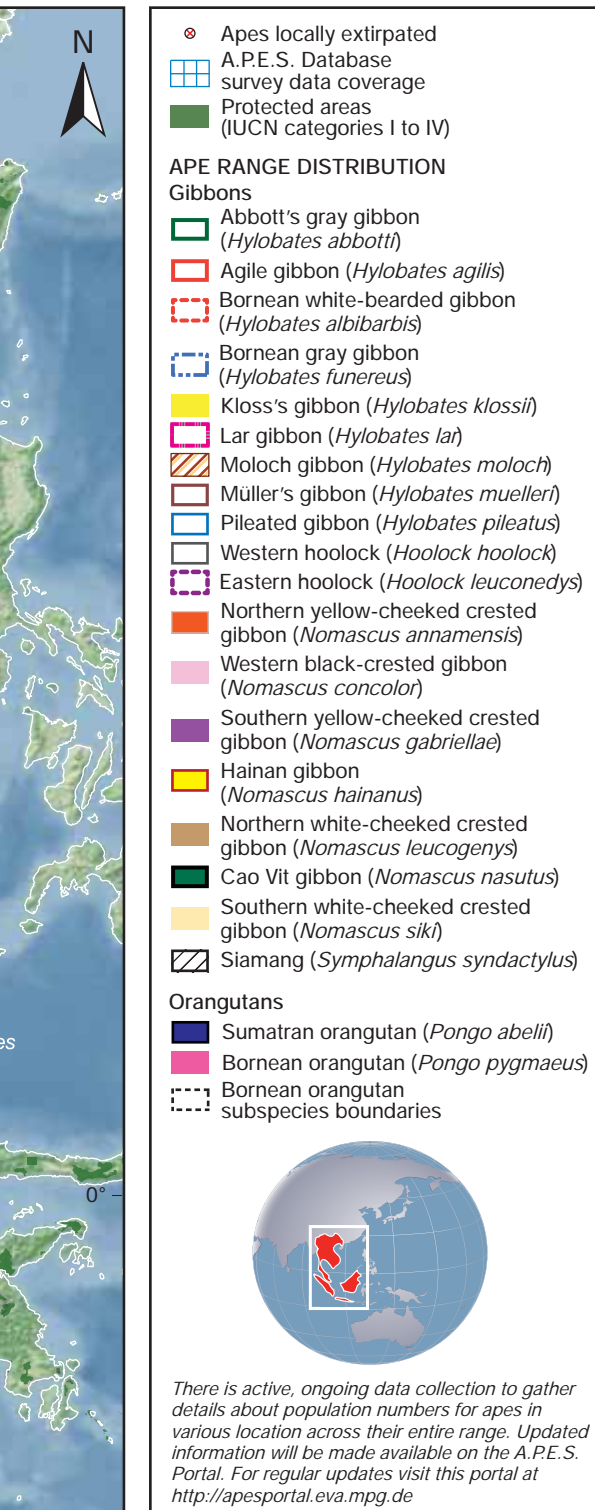 N
es
0°
Apes locally extirpated
A.P.E.S. Database
survey data coverage
Protected areas
(IUCN categories I to IV)
APE RANGE DISTRIBUTION
Gibbons
Abbott's gray gibbon
(Hylobates abbotti)
Agile gibbon (Hylobates agilis)
Bornean white-bearded gibbon
(Hylobates albibarbis)
Bornean gray gibbon
(Hylobates funereus)
Kloss's gibbon (Hylobates klossii)
Lar gibbon (Hylobates lar)
Moloch gibbon (Hylobates moloch)
Müller's gibbon (Hylobates muelleri)
Pileated gibbon (Hylobates pileatus)
Western hoolock (Hoolock hoolock)
Eastern hoolock (Hoolock leuconedys)
Northern yellow-cheeked crested
gibbon (Nomascus annamensis)
Western black-crested gibbon
(Nomascus concolor)
Southern yellow-cheeked crested
gibbon (Nomascus gabriellae)
Hainan gibbon
(Nomascus hainanus)
Northern white-cheeked crested
gibbon (Nomascus leucogenys)
Cao Vit gibbon (Nomascus nasutus)
Southern white-cheeked crested
gibbon (Nomascus siki)
Siamang (Symphalangus syndactylus)
Orangutans
Sumatran orangutan (Pongo abelii)
Bornean orangutan (Pongo pygmaeus)
Bornean orangutan
subspecies boundaries
There is active, ongoing data collection to gather
details about population numbers for apes in
various location across their entire range. Updated
information will be made available on the A.P.E.S.
Portal. For regular updates visit this portal at
http://apesportal.eva.mpg.de